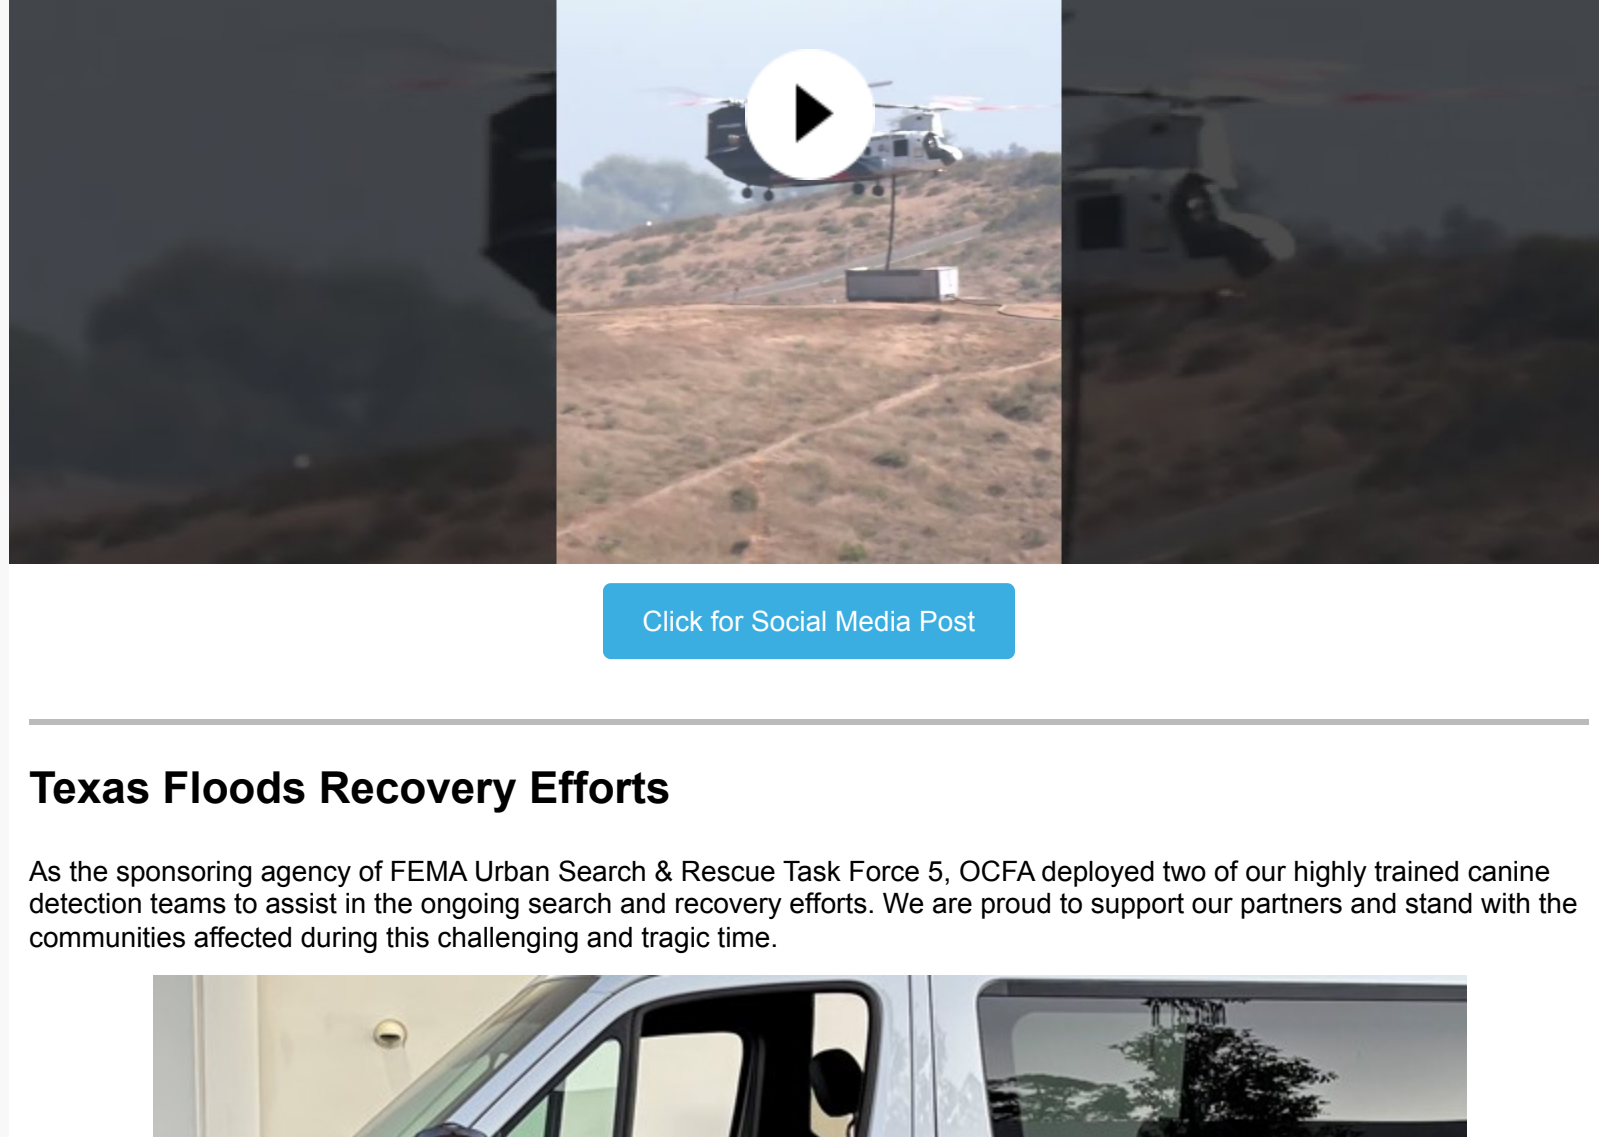 Click for Social Media Post
Texas Floods Recovery Efforts
As the sponsoring agency of FEMA Urban Search & Rescue Task Force 5, OCFA deployed two of our highly trained canine
detection teams to assist in the ongoing search and recovery efforts. We are proud to support our partners and stand with the
communities affected during this challenging and tragic time.